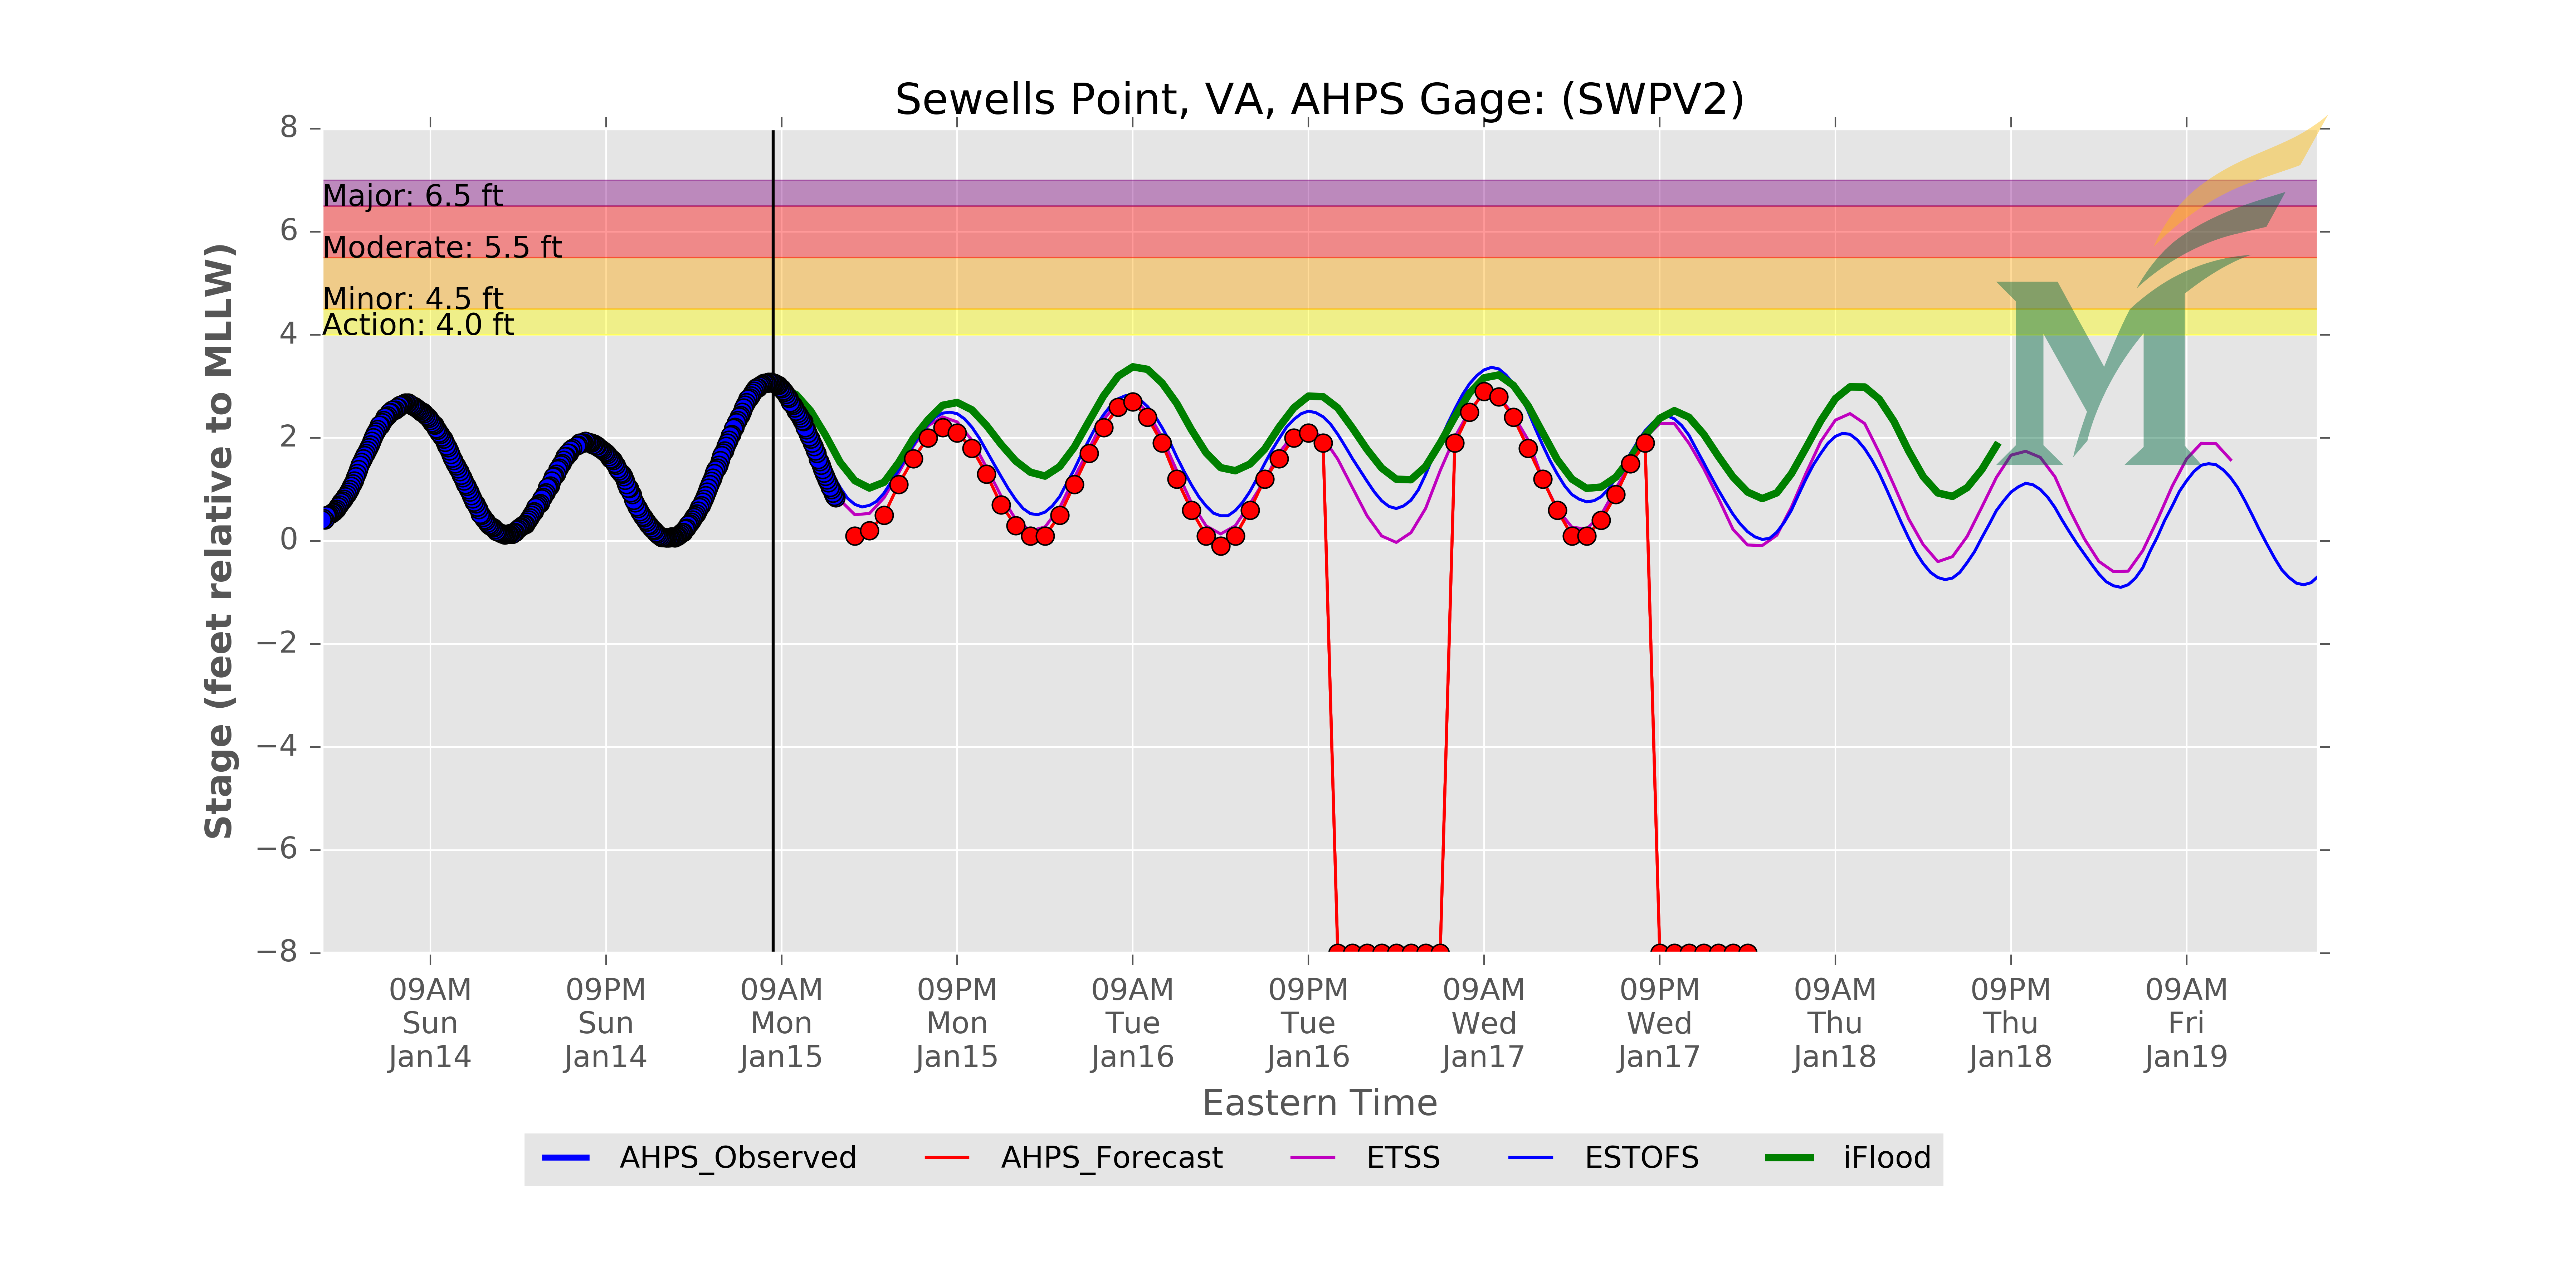 Sewells Point, VA, AHPS Gage: (SWPV2)
8
Major: 6.5 ft
6
Moderate: 5.5 ft
Minor: 4.5 ft
Action: 4.0 ft
4
2
0
−2
−4
−6
−8
Stage (feet relative to MLLW)
M
09AM 09PM 09AM 09PM 09AM 09PM 09AM 09PM 09AM 09PM 09AM
Sun Sun Mon Mon Tue Tue Wed Wed Thu Thu Fri
Jan14 Jan14 Jan15 Jan15 Jan16 Jan16 Jan17 Jan17 Jan18 Jan18 Jan19
Eastern Time
AHPS_Observed AHPS_Forecast ETSS ESTOFS iFlood